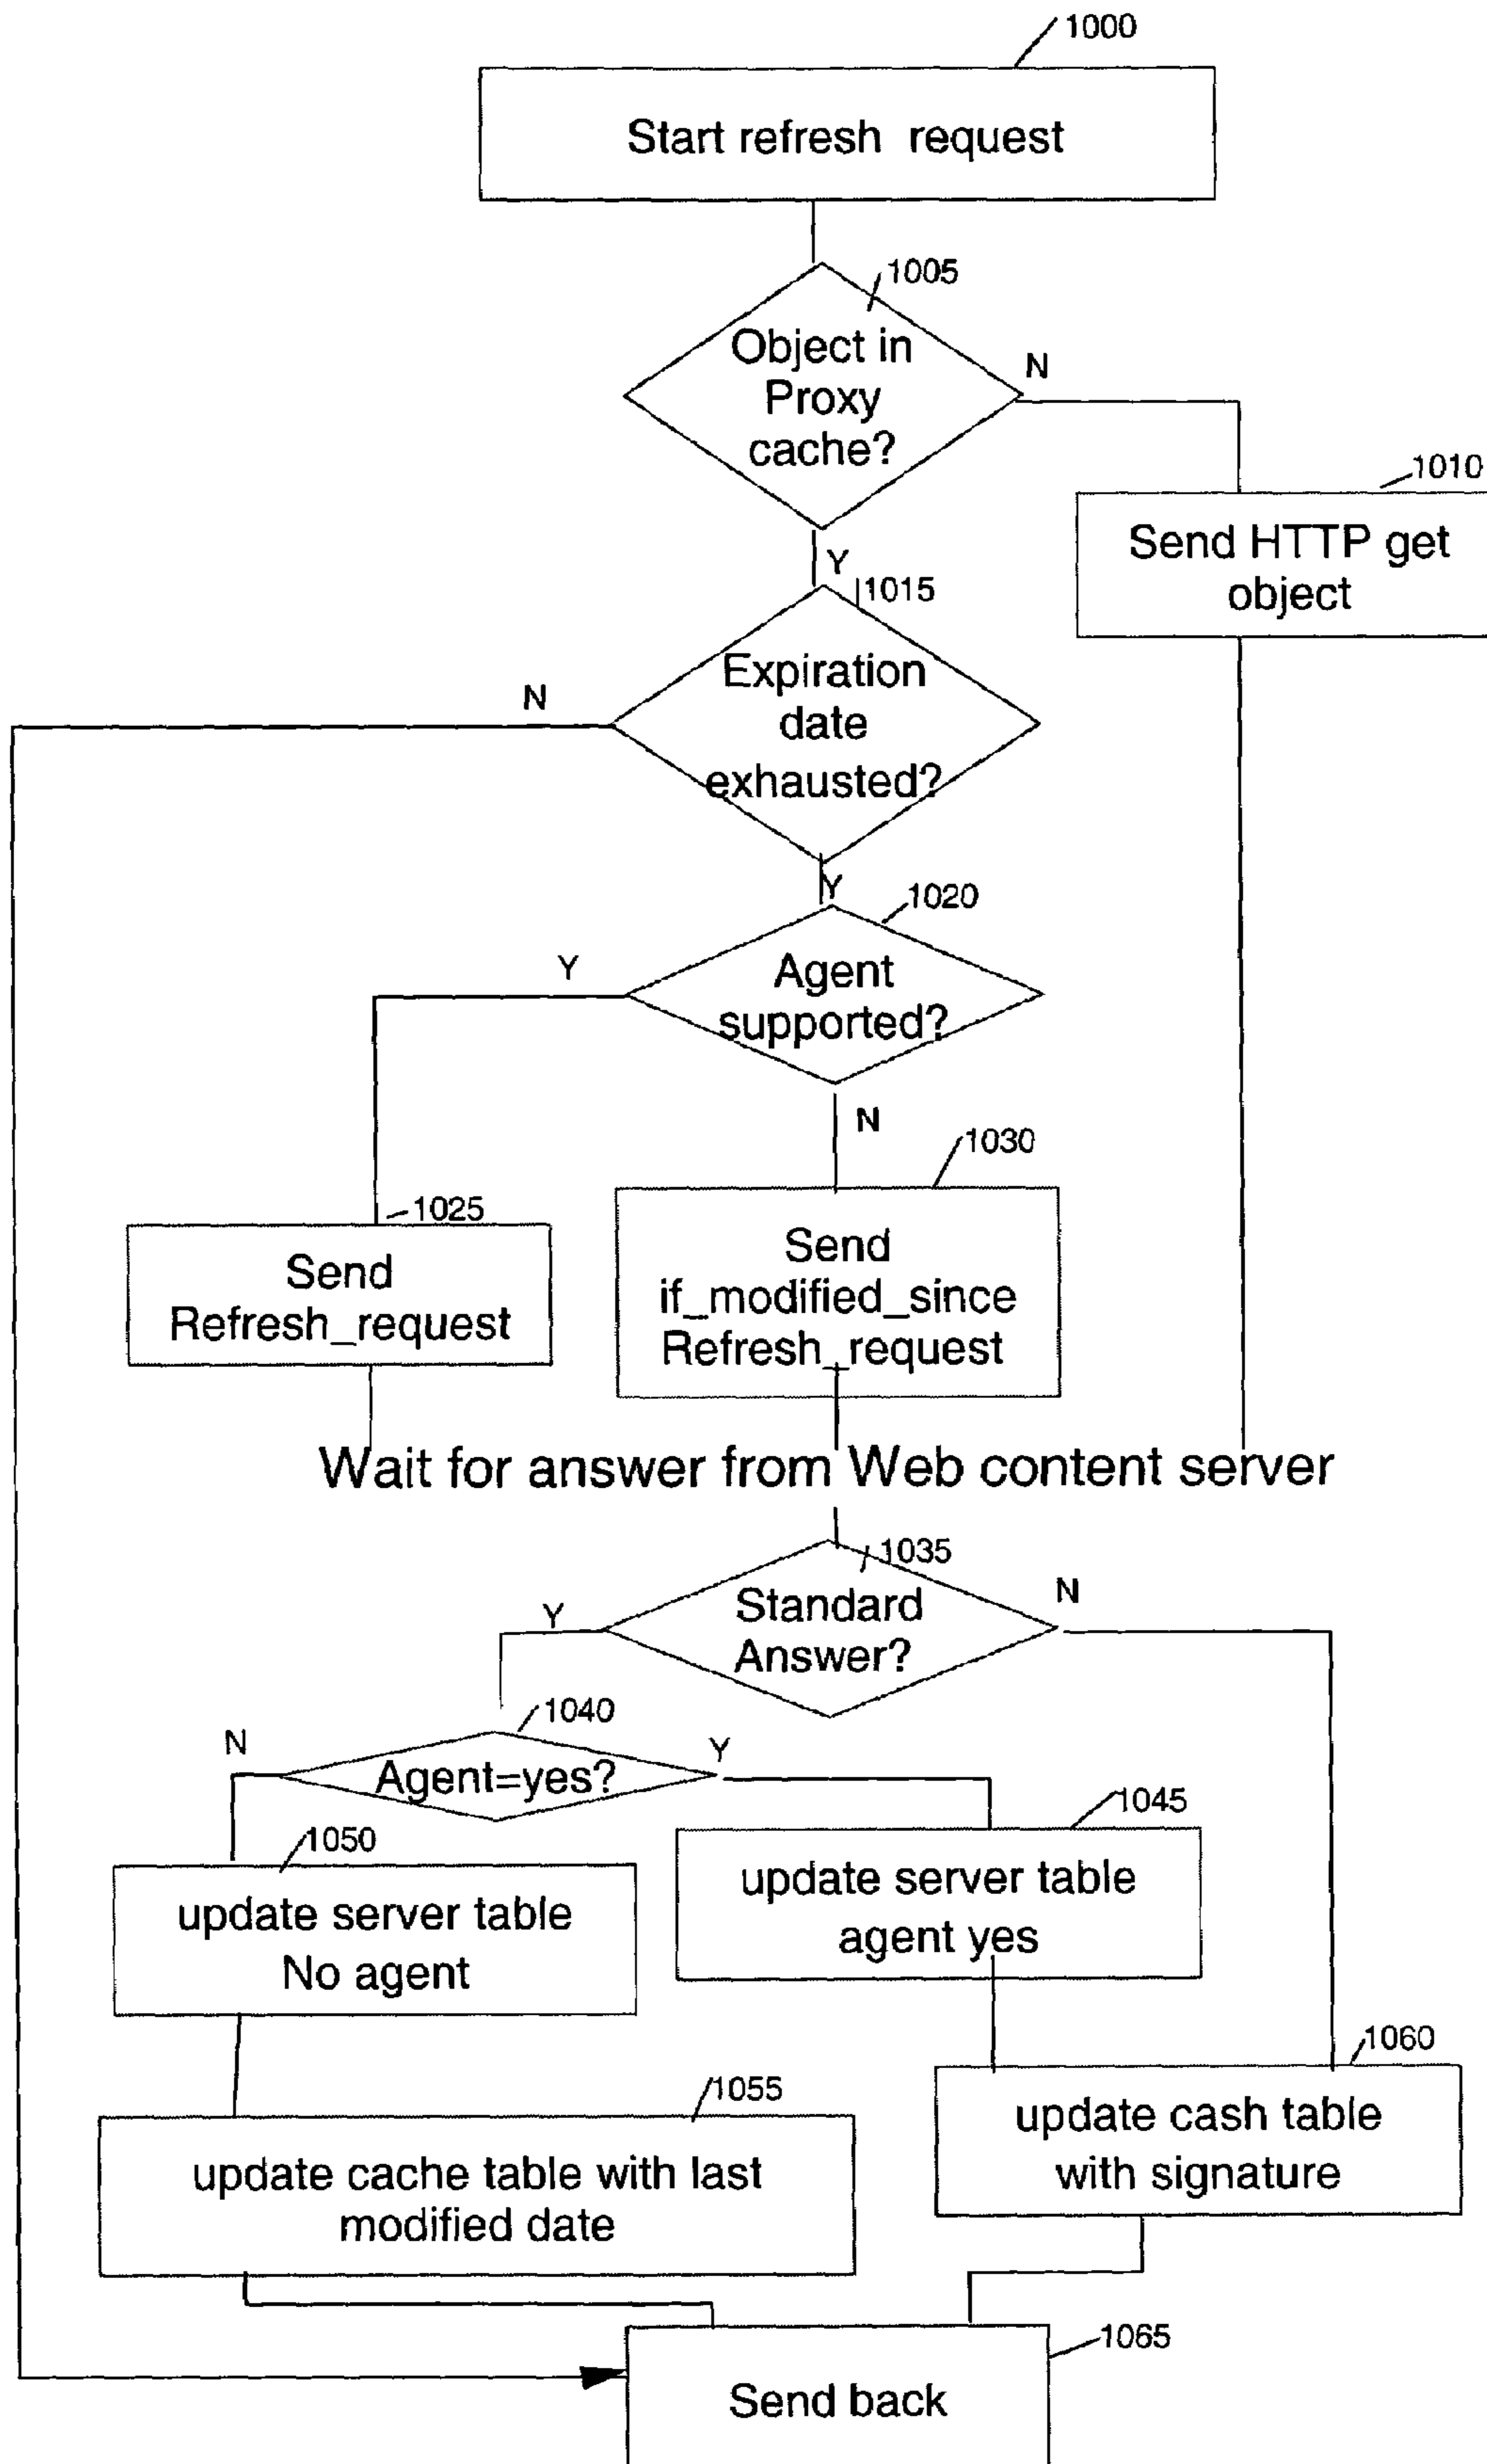 1000
Start refresh request
1005
Object in
Proxy
cache?
N
1010
Send HTTP get
object
Y
1015
Expiration
date
exhausted?
N
Y
1020
Agent
supported?
Y
N
1025
Send
Refresh_request
1030
Send
if_modified_since
Refresh_request
Wait for answer from Web content server
1035
Standard
Answer?
Y
N
1040
Agent=yes?
N
Y
1045
update server table
agent yes
1050
update server table
No agent
1055
update cache table with last
modified date
1060
update cash table
with signature
1065
Send back